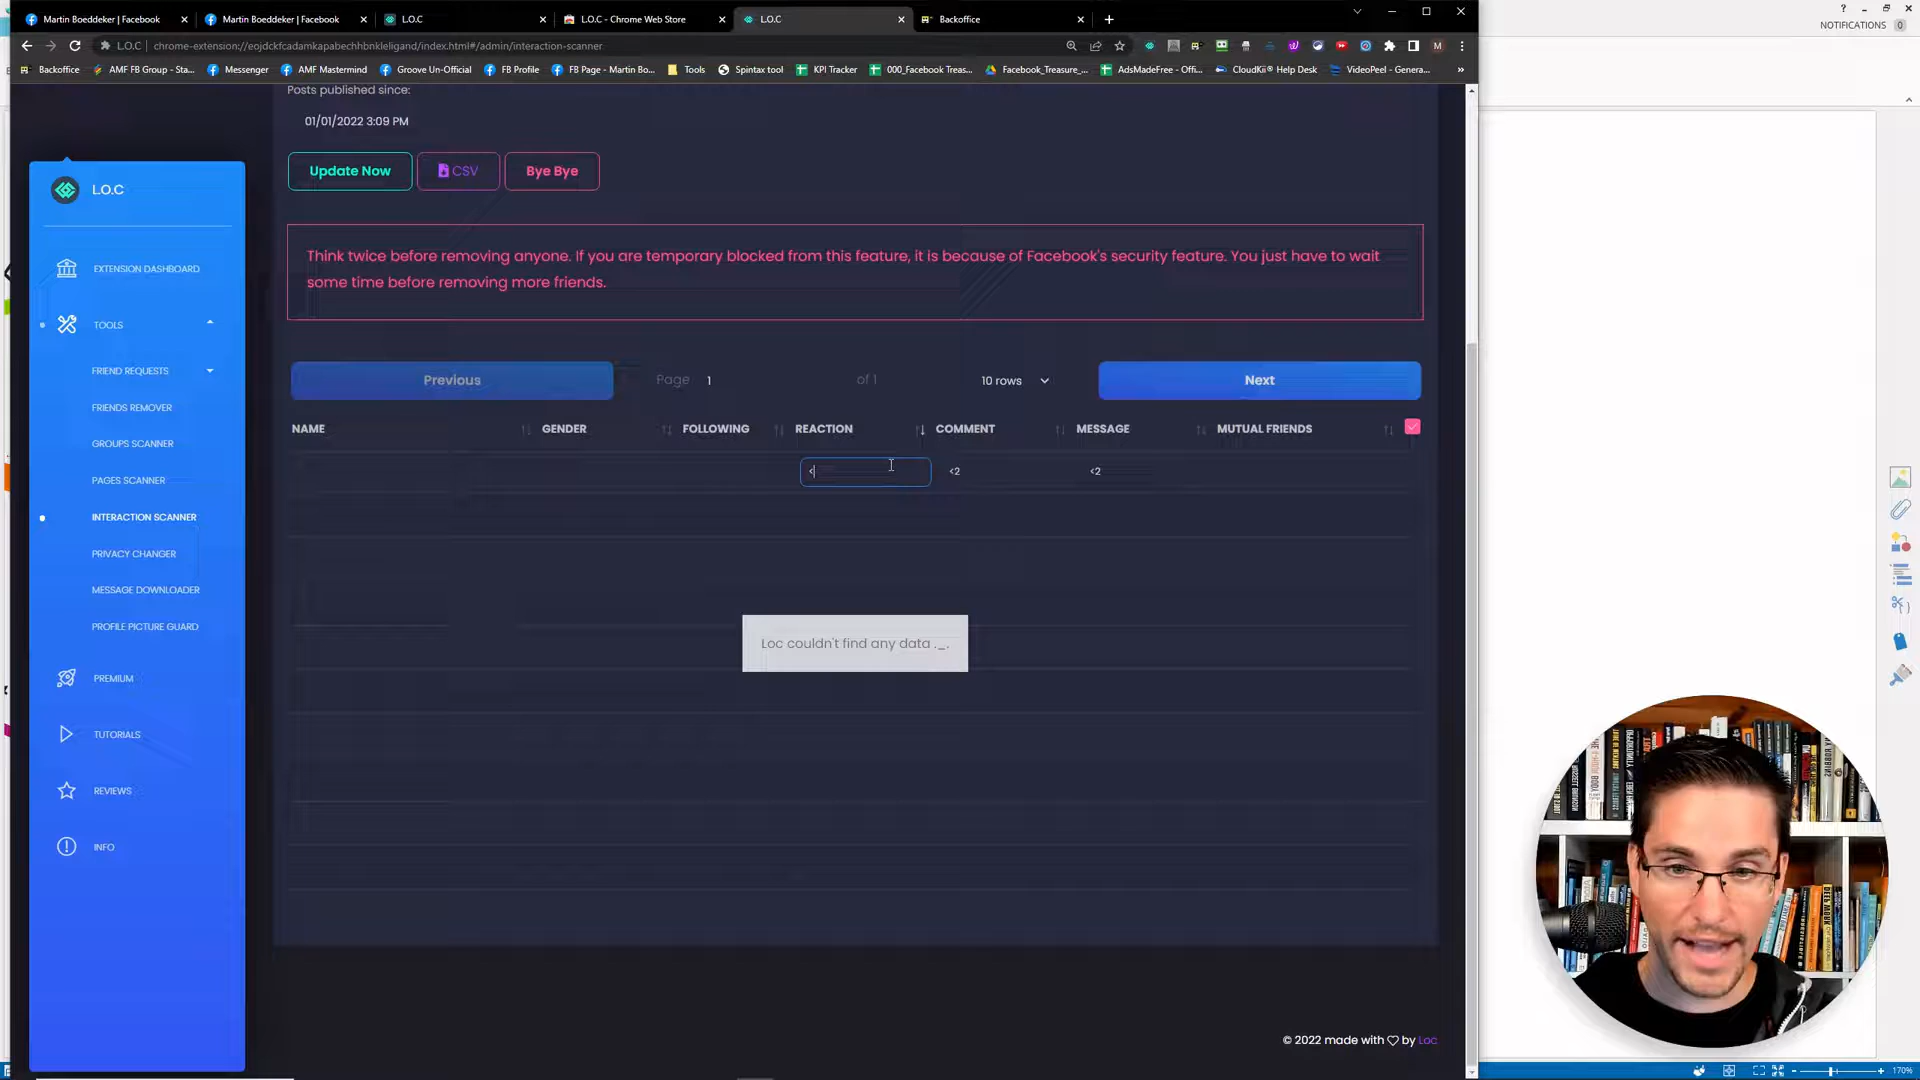 Martin Boeddeker | Facebook
Martin Boeddeker | Facebook
L.O.C
L.O.C - Chrome Web Store
L.O.C
Backoffice
NOTIFICATIONS 0
L.O.C | chrome-extension://eojdckfcadamkapabechhbnkleligand/index.html#/admin/interaction-scanner
M
Backoffice
AMF FB Group - Sta...
Messenger
AMF Mastermind
Groove Un-Official
FB Profile
FB Page - Martin Bo...
Tools
Spintax tool
KPI Tracker
000_Facebook Treas...
Facebook_Treasure_...
AdsMadeFree - Offi...
CloudKii® Help Desk
VideoPeel - Genera...
»
Posts published since:
01/01/2022 3:09 PM
Update Now
CSV
Bye Bye
Think twice before removing anyone. If you are temporary blocked from this feature, it is because of Facebook's security feature. You just have to wait
some time before removing more friends.
L.O.C
EXTENSION DASHBOARD
TOOLS
FRIEND REQUESTS
FRIENDS REMOVER
GROUPS SCANNER
PAGES SCANNER
INTERACTION SCANNER
PRIVACY CHANGER
MESSAGE DOWNLOADER
PROFILE PICTURE GUARD
PREMIUM
TUTORIALS
REVIEWS
INFO
Previous
Page 1 of 1
10 rows
Next
NAME
GENDER
FOLLOWING
REACTION
COMMENT
MESSAGE
MUTUAL FRIENDS
<
<2
<2
Loc couldn't find any data ._.
© 2022 made with ♡ by Loc
170%